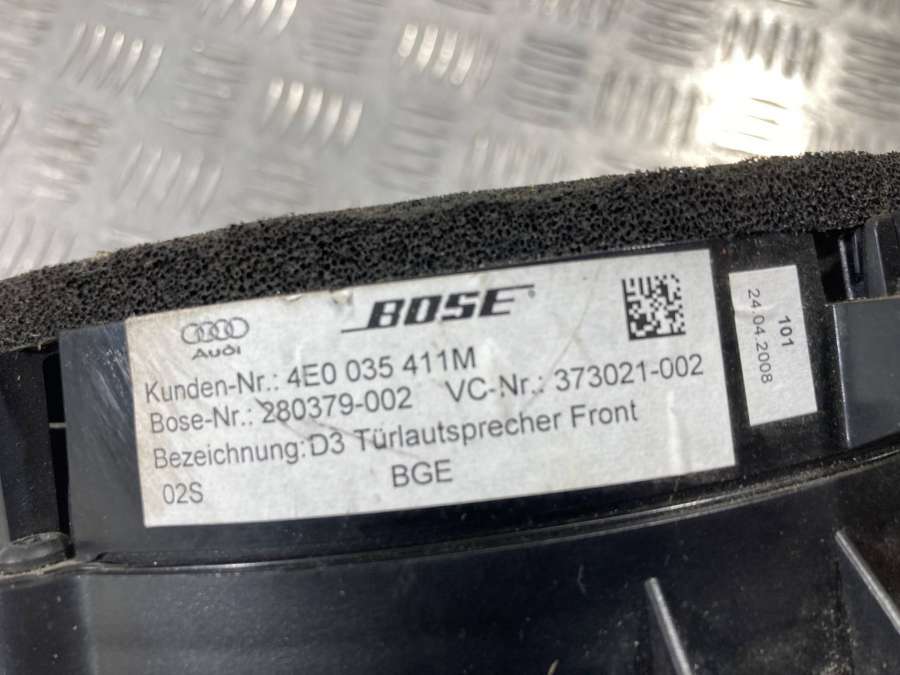 BOSE
Audi
Kunden-Nr.: 4E0 035 411M
Bose-Nr.: 280379-002 VC-Nr.: 373021-002
Bezeichnung:D3 Türlautsprecher Front
02S BGE
101
24.04.2008